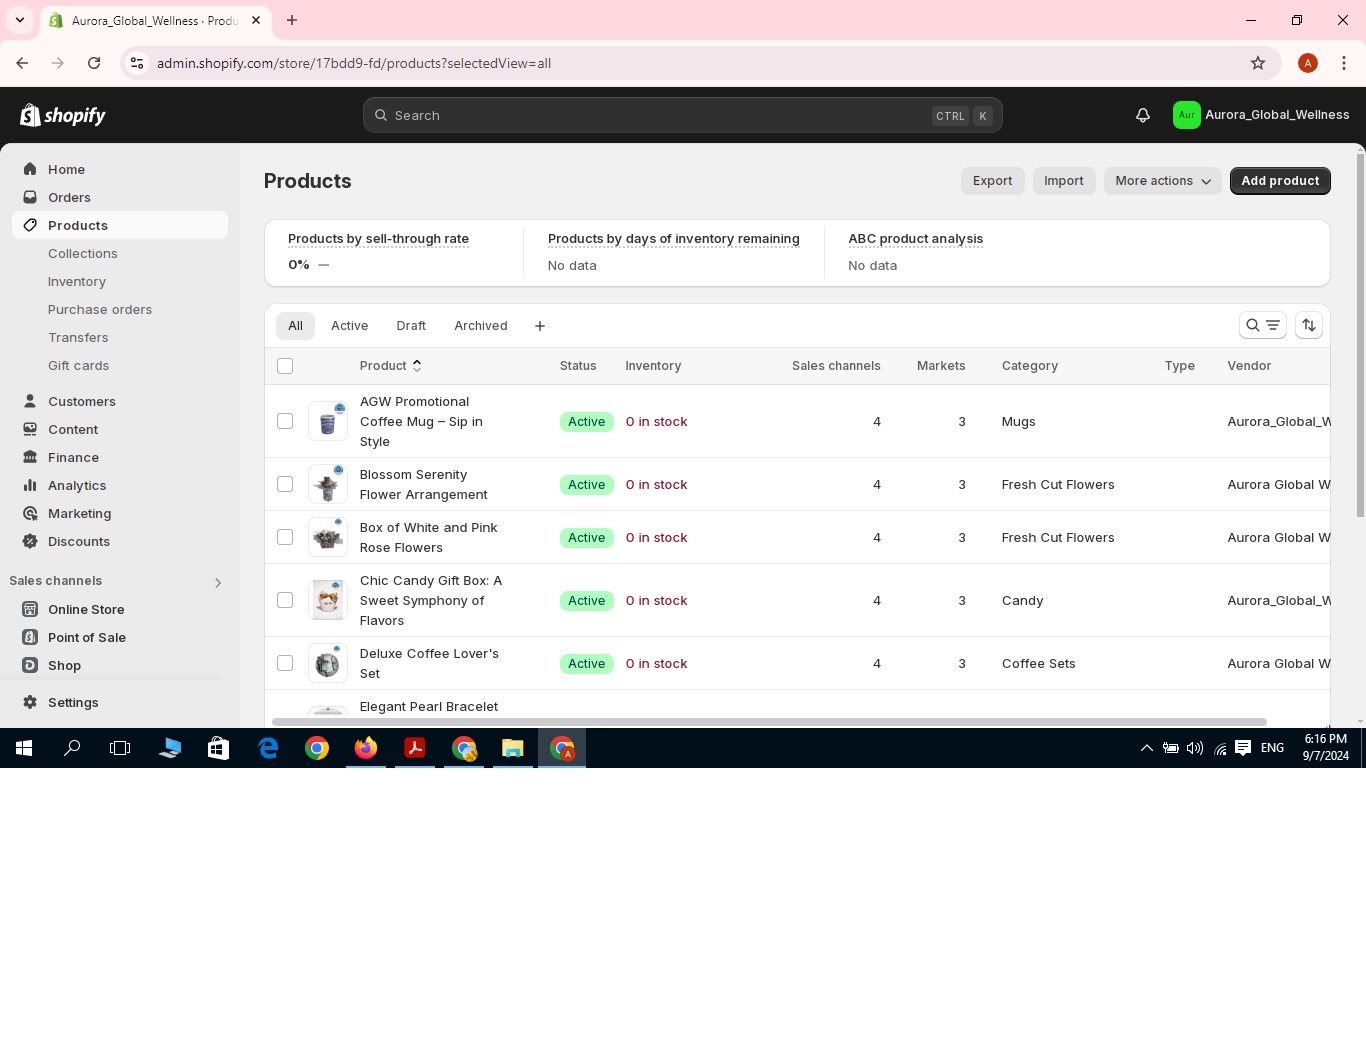 Aurora_Global_Wellness · Produ
admin.shopify.com/store/17bdd9-fd/products?selectedView=all
A
shopify
Search
CTRL K
Aur
Aurora_Global_Wellness
Home
Orders
Products
Collections
Inventory
Purchase orders
Transfers
Gift cards
Customers
Content
Finance
Analytics
Marketing
Discounts
Sales channels
Online Store
Point of Sale
Shop
Settings
Products
Export
Import
More actions
Add product
Products by sell-through rate
0% —
Products by days of inventory remaining
No data
ABC product analysis
No data
All Active Draft Archived +
Product Status Inventory Sales channels Markets Category Type Vendor
AGW Promotional
Coffee Mug – Sip in
Style
Active 0 in stock 4 3 Mugs Aurora_Global_W
Blossom Serenity
Flower Arrangement
Active 0 in stock 4 3 Fresh Cut Flowers Aurora Global W
Box of White and Pink
Rose Flowers
Active 0 in stock 4 3 Fresh Cut Flowers Aurora Global W
Chic Candy Gift Box: A
Sweet Symphony of
Flavors
Active 0 in stock 4 3 Candy Aurora_Global_W
Deluxe Coffee Lover's
Set
Active 0 in stock 4 3 Coffee Sets Aurora Global W
Elegant Pearl Bracelet
ENG
6:16 PM
9/7/2024